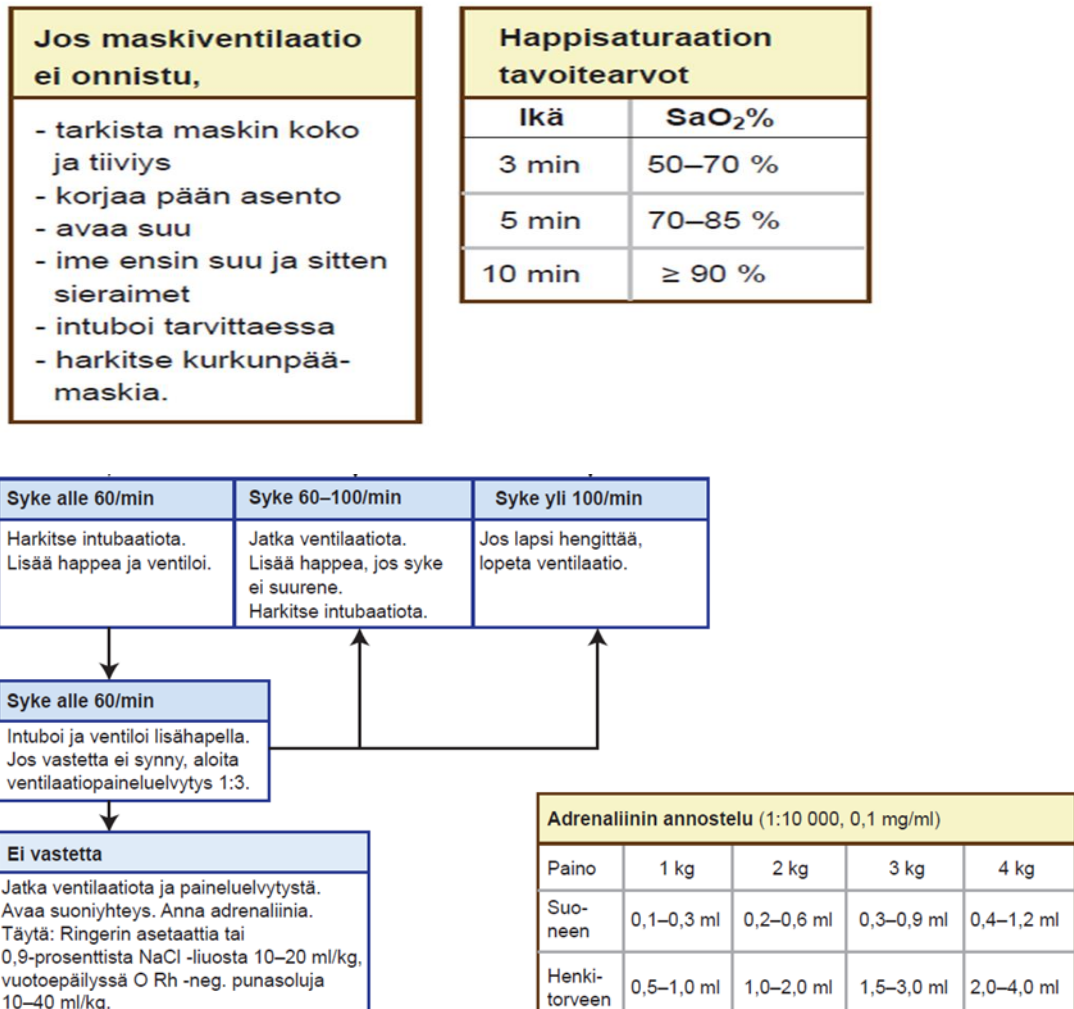 Jos maskiventilaatio
ei onnistu,
- tarkista maskin koko
ja tiiviys
- korjaa pään asento
- avaa suu
- ime ensin suu ja sitten
sieraimet
- intuboi tarvittaessa
- harkitse kurkunpää-
maskia.
Happisaturaation
tavoitearvot
Ikä SaO₂%
3 min 50–70 %
5 min 70–85 %
10 min ≥ 90 %
Syke alle 60/min
Harkitse intubaatiota.
Lisää happea ja ventiloi.
Syke 60–100/min
Jatka ventilaatiota.
Lisää happea, jos syke
ei suurene.
Harkitse intubaatiota.
Syke yli 100/min
Jos lapsi hengittää,
lopeta ventilaatio.
Syke alle 60/min
Intuboi ja ventiloi lisähapella.
Jos vastetta ei synny, aloita
ventilaatiopaineluelvytys 1:3.
Ei vastetta
Jatka ventilaatiota ja paineluelvytystä.
Avaa suoniyhteys. Anna adrenaliinia.
Täytä: Ringerin asetaattia tai
0,9-prosenttista NaCl -liuosta 10–20 ml/kg,
vuotoepäilyssä O Rh -neg. punasoluja
10–40 ml/kg.
Adrenaliinin annostelu (1:10 000, 0,1 mg/ml)
Paino 1 kg 2 kg 3 kg 4 kg
Suo-
neen 0,1–0,3 ml 0,2–0,6 ml 0,3–0,9 ml 0,4–1,2 ml
Henki-
torveen 0,5–1,0 ml 1,0–2,0 ml 1,5–3,0 ml 2,0–4,0 ml